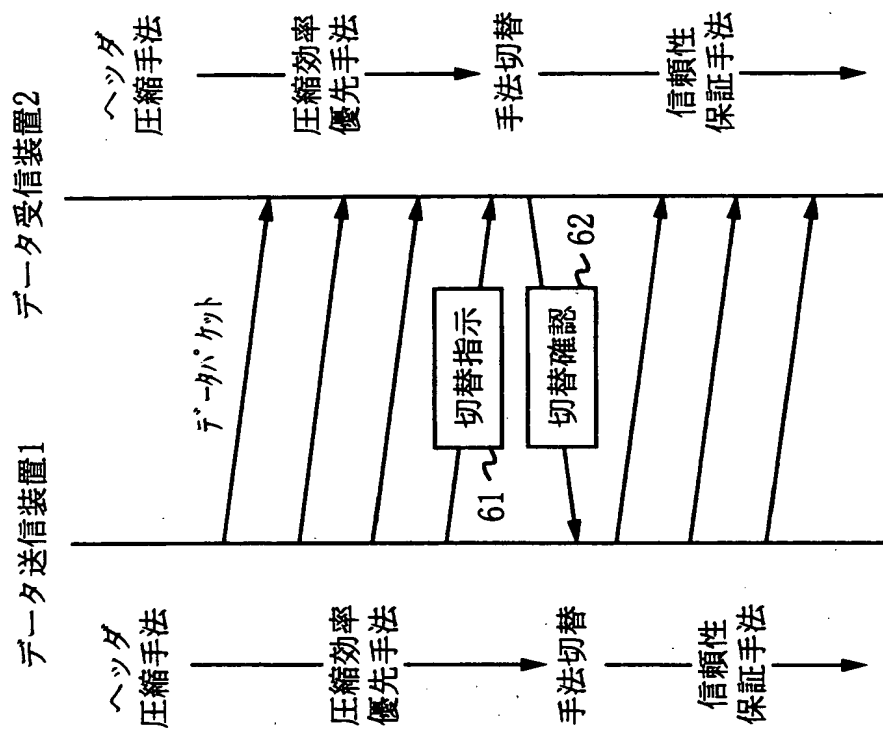 データ送信装置1
データ受信装置2
ヘッダ
圧縮手法
圧縮効率
優先手法
手法切替
信頼性
保証手法
データパケット
61
切替指示
切替確認
62
ヘッダ
圧縮手法
圧縮効率
優先手法
手法切替
信頼性
保証手法